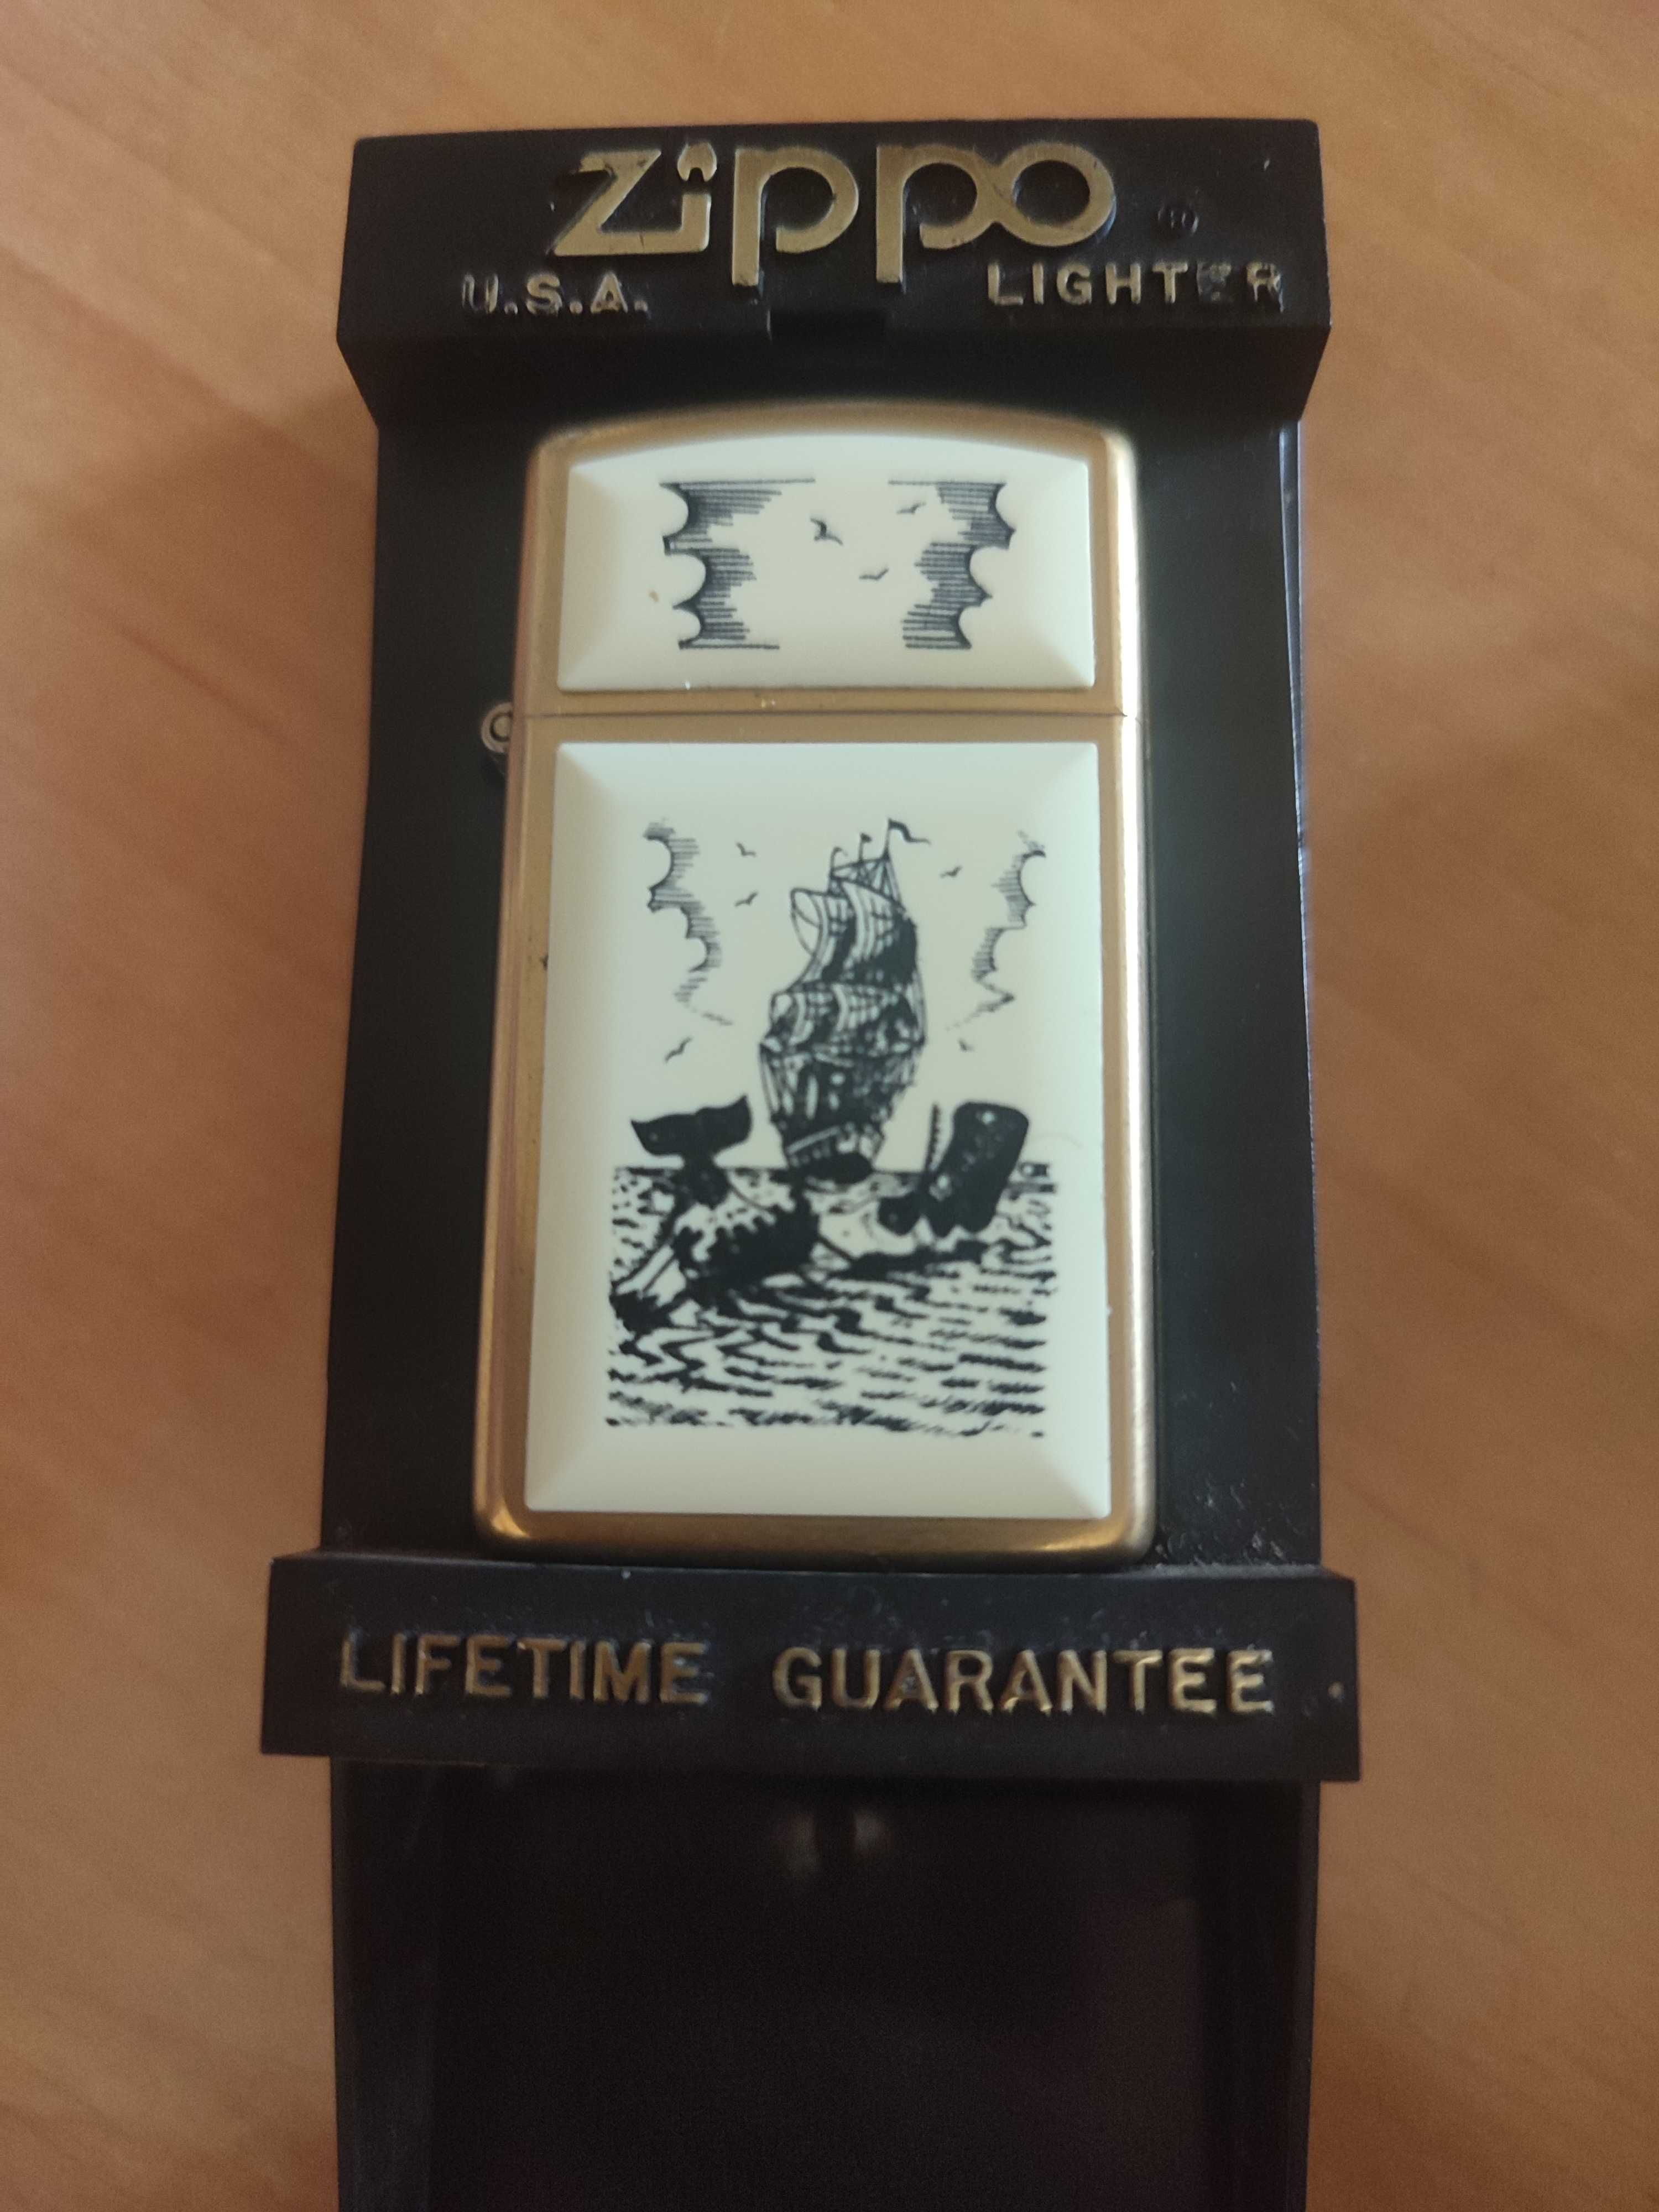 Zippo ®
U.S.A. LIGHTER
LIFETIME GUARANTEE